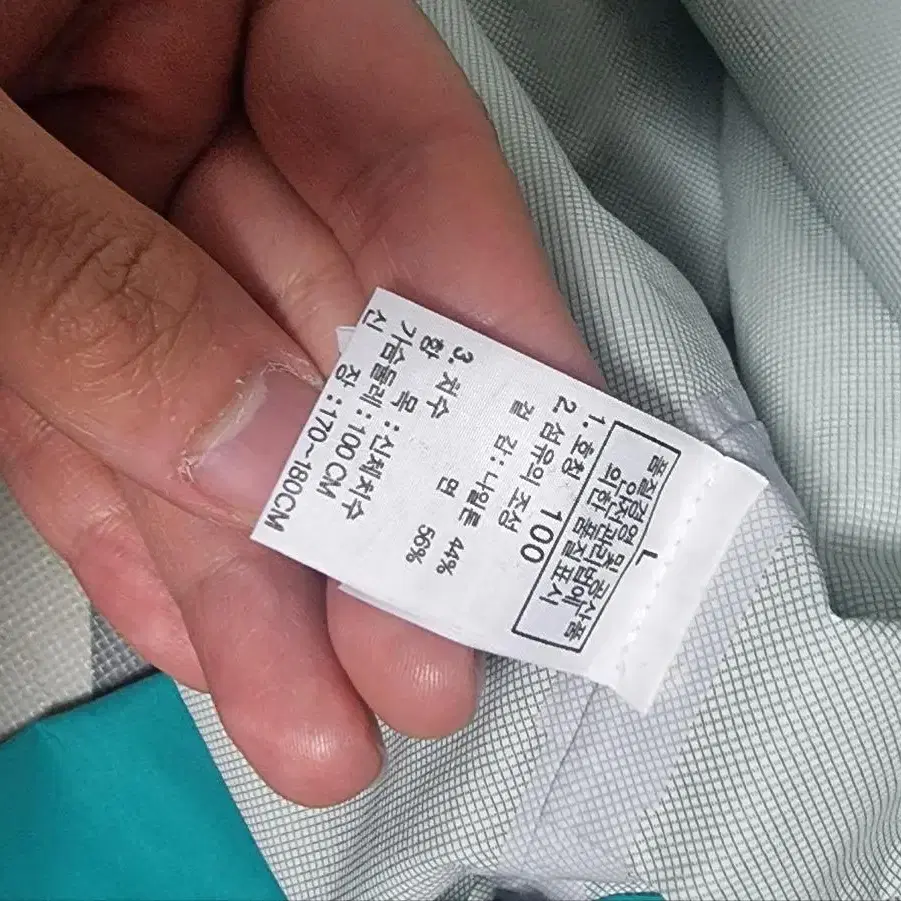 L
품질경영 및 공산품
안전관리법에
의한 품질표시
1. 호칭 100
2. 섬유의 조성
겉 감 : 나일론 44%
면 56%
3. 치수
항 목 : 신체치수
가슴둘레 : 100 CM
신 장 : 170~180CM